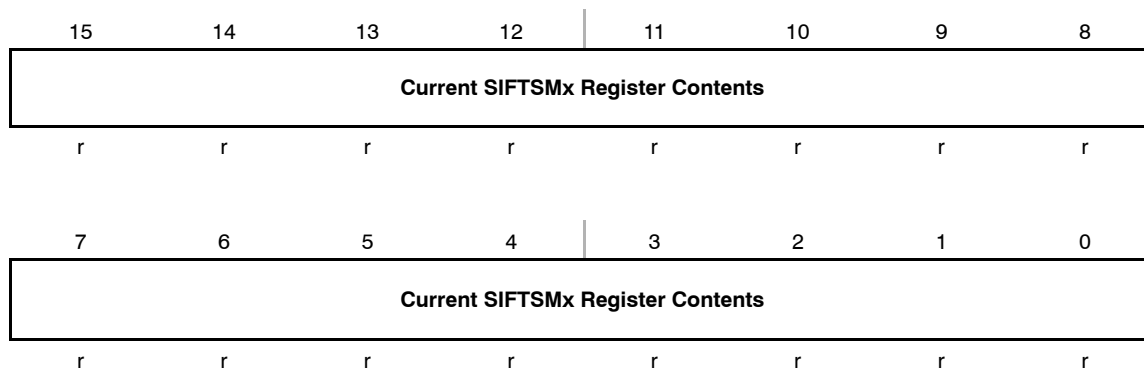 15 14 13 12 11 10 9 8
Current SIFTSMx Register Contents
r r r r r r r r
7 6 5 4 3 2 1 0
Current SIFTSMx Register Contents
r r r r r r r r